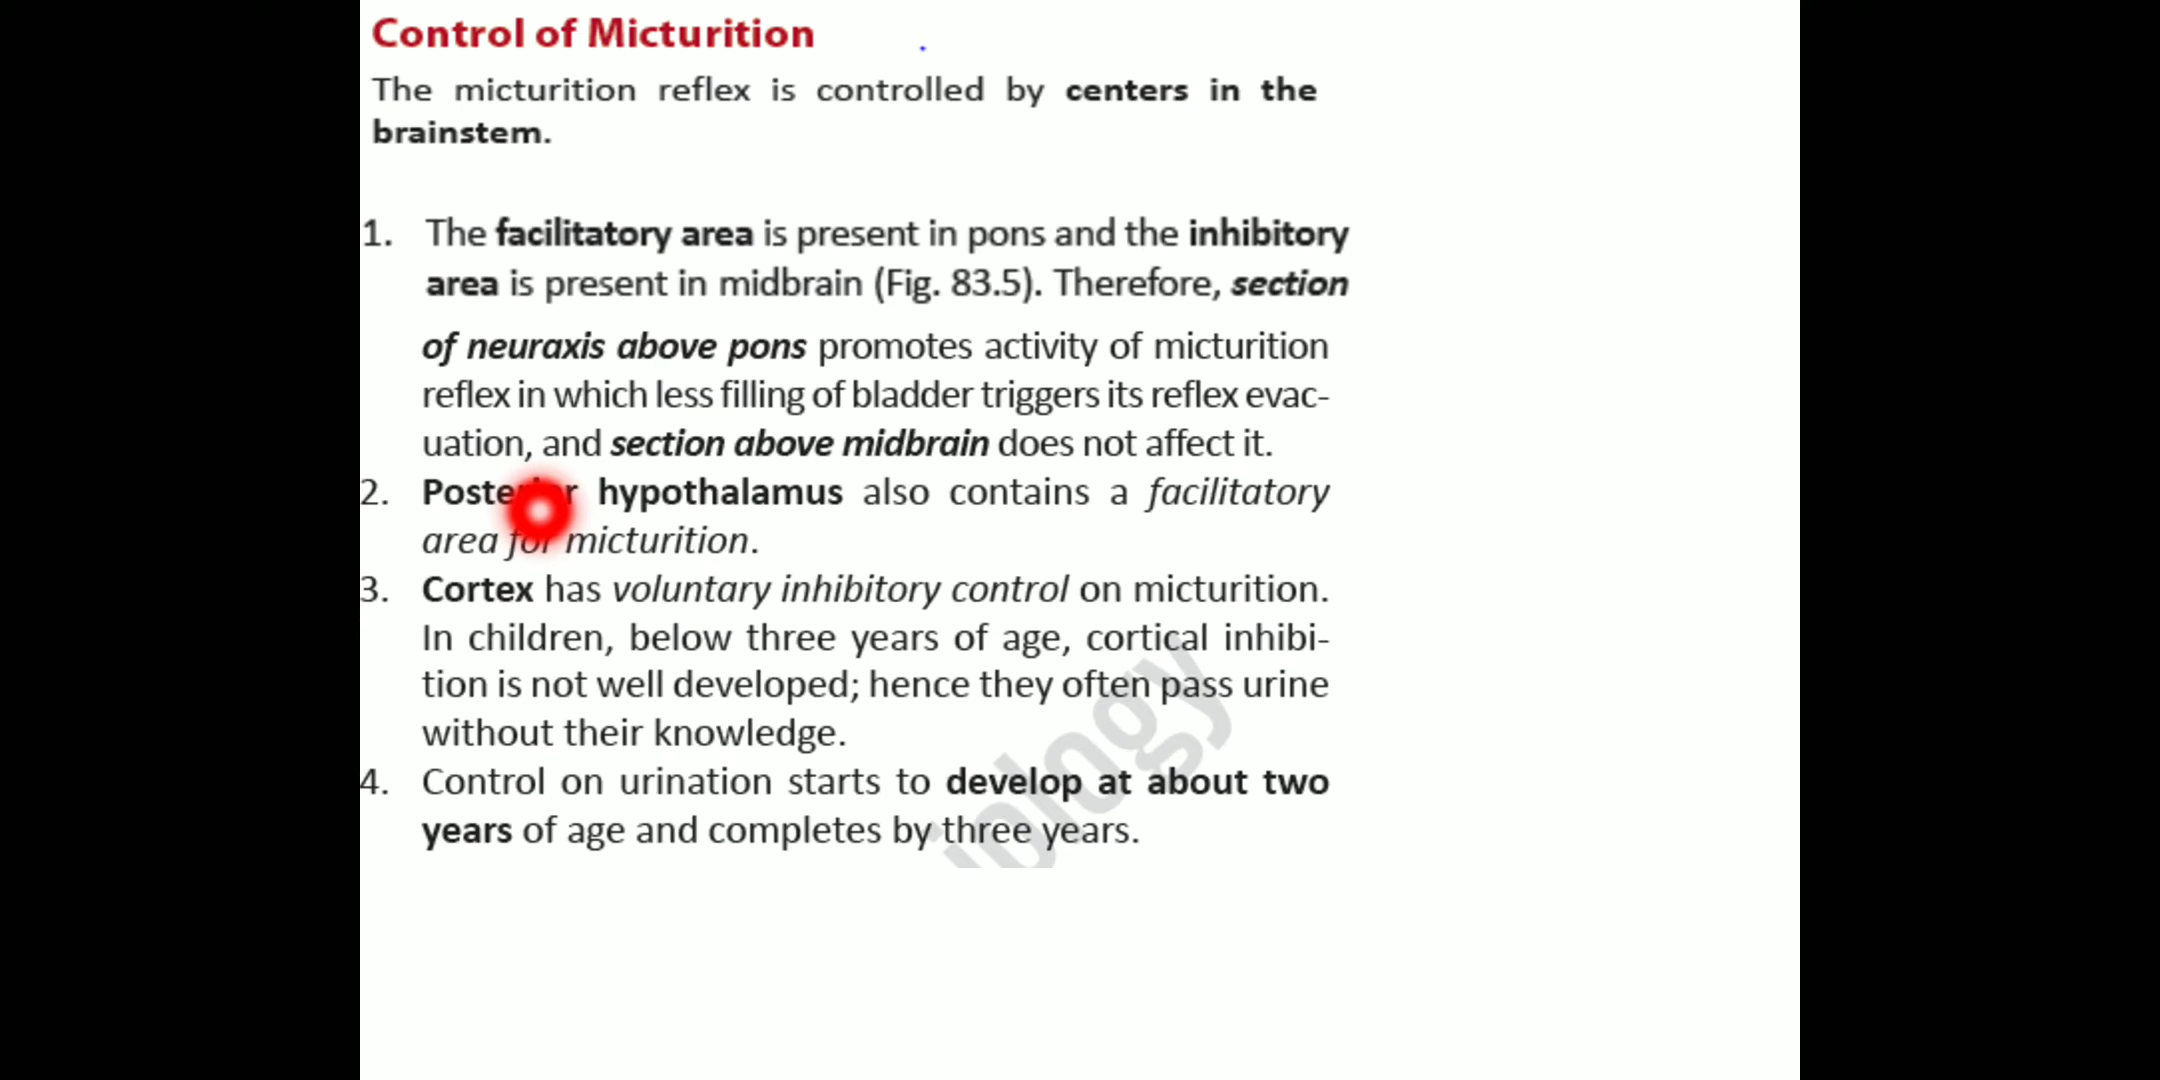 Control of Micturition
The micturition reflex is controlled by centers in the
brainstem.
1. The facilitatory area is present in pons and the inhibitory
area is present in midbrain (Fig. 83.5). Therefore, section
of neuraxis above pons promotes activity of micturition
reflex in which less filling of bladder triggers its reflex evac-
uation, and section above midbrain does not affect it.
2. Posterior hypothalamus also contains a facilitatory
area for micturition.
3. Cortex has voluntary inhibitory control on micturition.
In children, below three years of age, cortical inhibi-
tion is not well developed; hence they often pass urine
without their knowledge.
4. Control on urination starts to develop at about two
years of age and completes by three years.